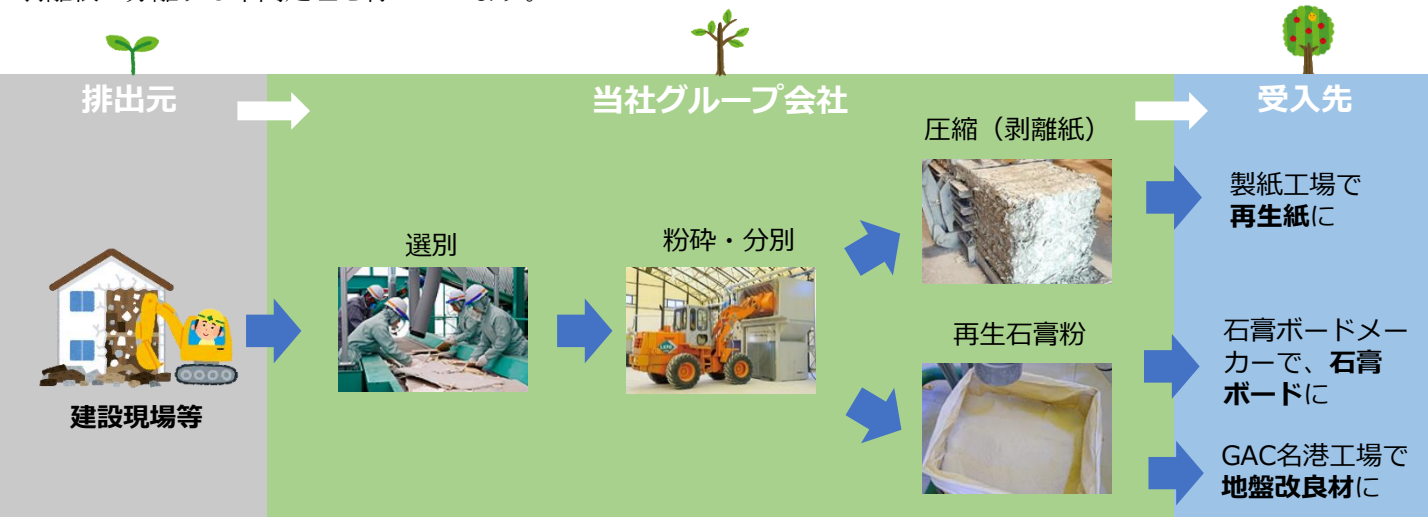 排出元
当社グループ会社
受入先
圧縮（剥離紙）
製紙工場で
再生紙に
選別
粉砕・分別
再生石膏粉
石膏ボードメー
カーで、石膏
ボードに
建設現場等
GAC名港工場で
地盤改良材に